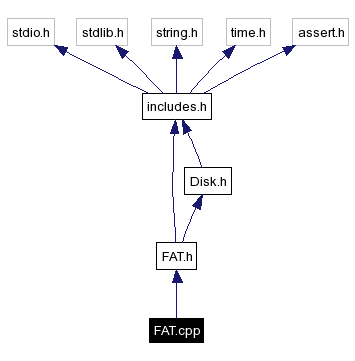 stdio.h
stdlib.h
string.h
time.h
assert.h
includes.h
Disk.h
FAT.h
FAT.cpp